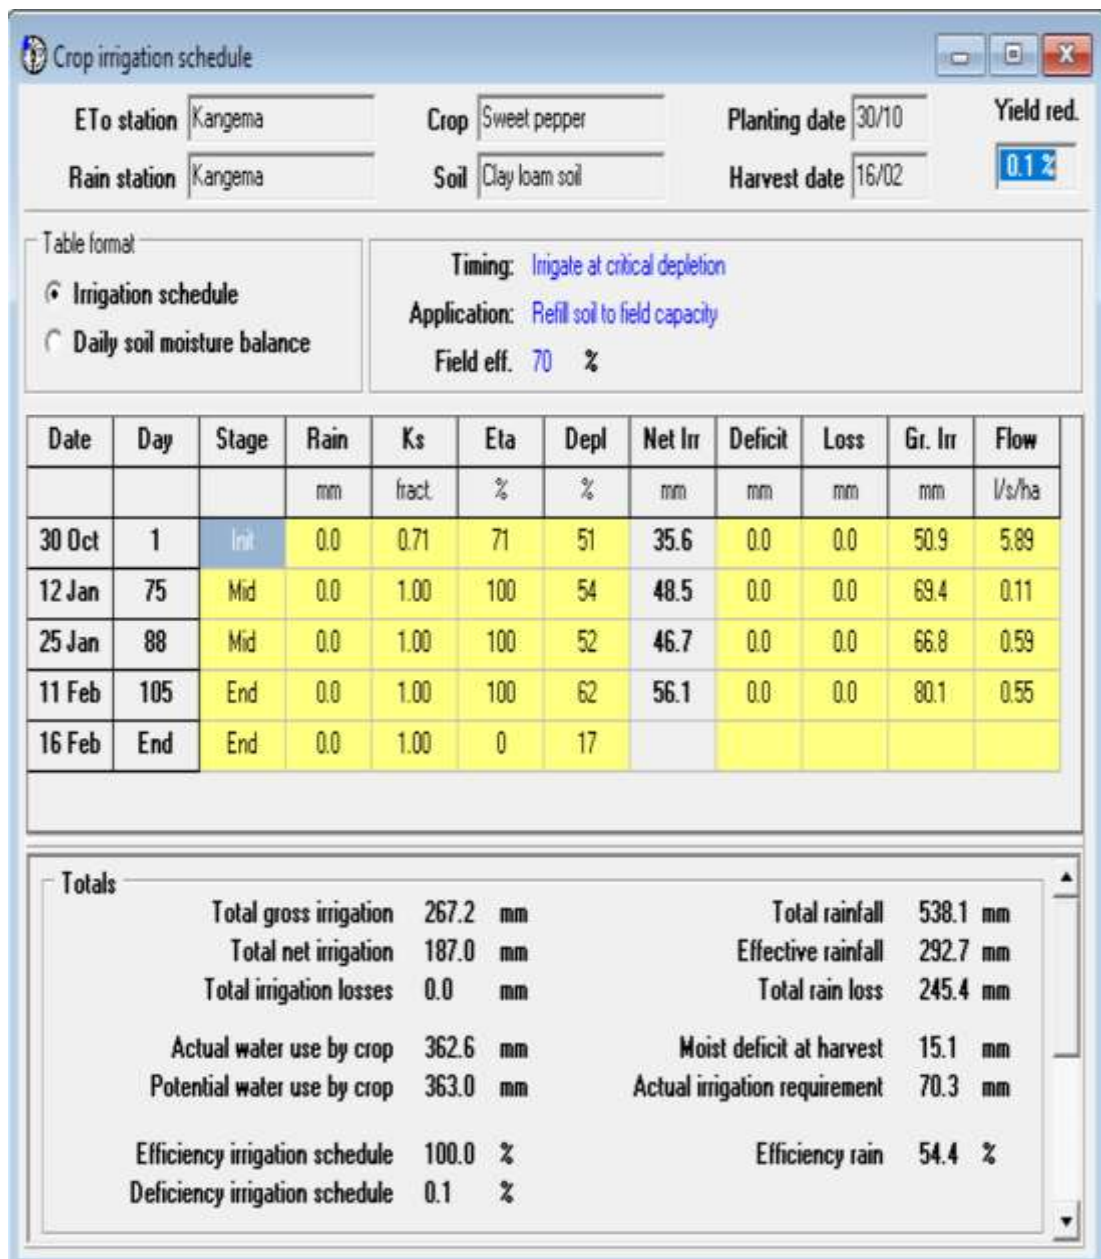 Crop irrigation schedule
ETo station Kangema Crop Sweet pepper Planting date 30/10 Yield red.
Rain station Kangema Soil Clay loam soil Harvest date 16/02 0.1 %
Table format
Irrigation schedule
Daily soil moisture balance
Timing: Irrigate at critical depletion
Application: Refill soil to field capacity
Field eff. 70 %
Date Day Stage Rain Ks Eta Depl Net Irr Deficit Loss Gr. Irr Flow
mm fract. % % mm mm mm mm l/s/ha
30 Oct 1 Init 0.0 0.71 71 51 35.6 0.0 0.0 50.9 5.89
12 Jan 75 Mid 0.0 1.00 100 54 48.5 0.0 0.0 69.4 0.11
25 Jan 88 Mid 0.0 1.00 100 52 46.7 0.0 0.0 66.8 0.59
11 Feb 105 End 0.0 1.00 100 62 56.1 0.0 0.0 80.1 0.55
16 Feb End End 0.0 1.00 0 17
Totals
Total gross irrigation 267.2 mm Total rainfall 538.1 mm
Total net irrigation 187.0 mm Effective rainfall 292.7 mm
Total irrigation losses 0.0 mm Total rain loss 245.4 mm
Actual water use by crop 362.6 mm Moist deficit at harvest 15.1 mm
Potential water use by crop 363.0 mm Actual irrigation requirement 70.3 mm
Efficiency irrigation schedule 100.0 % Efficiency rain 54.4 %
Deficiency irrigation schedule 0.1 %